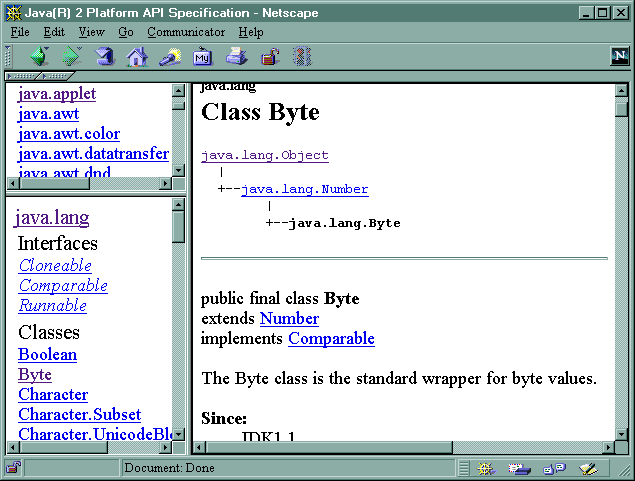 Java(R) 2 Platform API Specification - Netscape
File Edit View Go Communicator Help
My
N
java.applet
java.awt
java.awt.color
java.awt.datatransfer
java.awt.dnd
java.lang
Interfaces
Cloneable
Comparable
Runnable
Classes
Boolean
Byte
Character
Character.Subset
Character.UnicodeBlo
java.lang
Class Byte
java.lang.Object
|
+--java.lang.Number
|
+--java.lang.Byte
public final class Byte
extends Number
implements Comparable
The Byte class is the standard wrapper for byte values.
Since:
JDK1.1
Document: Done